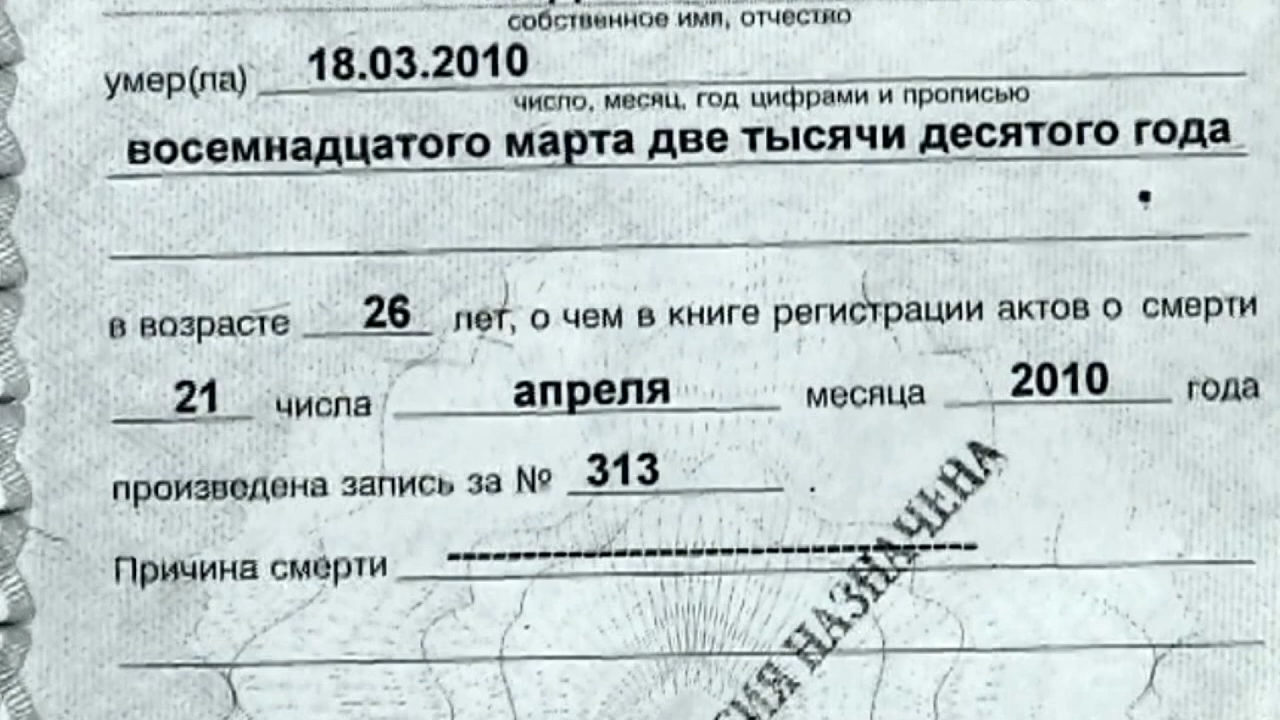 собственное имя, отчество
умер(ла) 18.03.2010
число, месяц, год цифрами и прописью
восемнадцатого марта две тысячи десятого года
в возрасте 26 лет, о чем в книге регистрации актов о смерти
21 числа апреля месяца 2010 года
произведена запись за № 313 .
Причина смерти --------------------------------------
НАЗНАЧЕНА